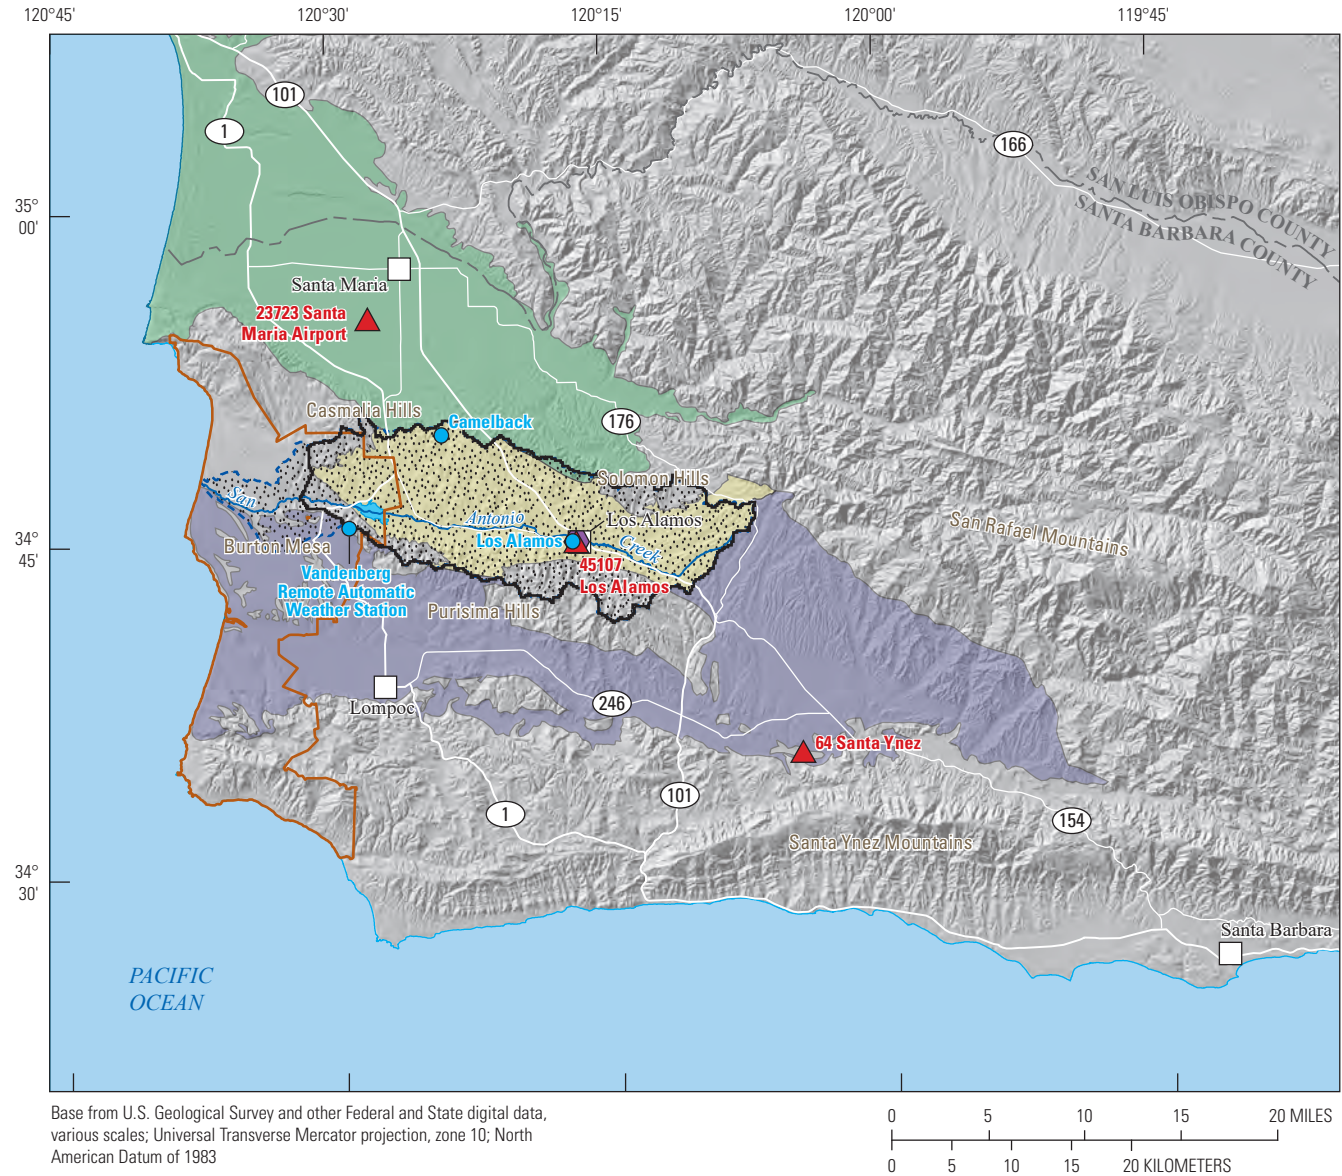 120°45'
120°30'
120°15'
120°00'
119°45'
101
1
166
35°
00'
SAN LUIS OBISPO COUNTY
SANTA BARBARA COUNTY
Santa Maria
23723 Santa
Maria Airport
Casmalia Hills
Camelback
176
Solomon Hills
San
Antonio
Creek
Los Alamos
Los Alamos
San Rafael Mountains
34°
45'
Burton Mesa
45107
Los Alamos
Vandenberg
Remote Automatic
Weather Station
Purisima Hills
Lompoc
246
64 Santa Ynez
101
1
154
Santa Ynez Mountains
34°
30'
Santa Barbara
PACIFIC
OCEAN
Base from U.S. Geological Survey and other Federal and State digital data,
various scales; Universal Transverse Mercator projection, zone 10; North
American Datum of 1983
0 5 10 15 20 MILES
0 5 10 15 20 KILOMETERS